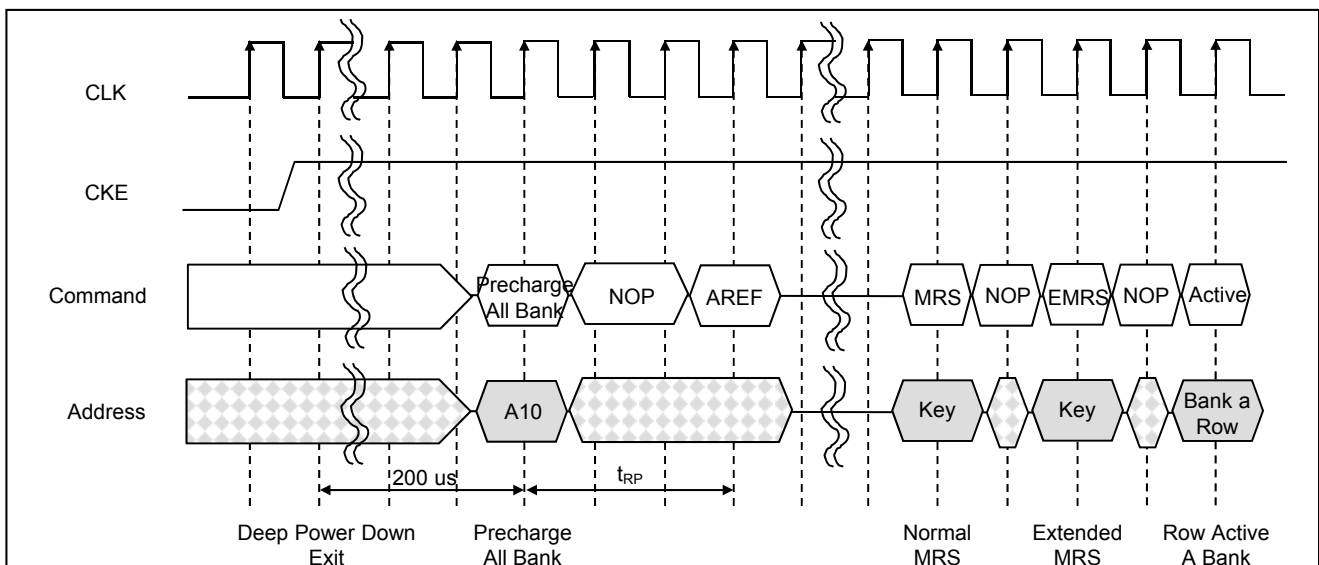 CLK
CKE
Command
Precharge
All Bank
NOP
AREF
MRS
NOP
EMRS
NOP
Active
Address
A10
Key
Key
Bank a
Row
200 us
tRP
Deep Power Down
Exit
Precharge
All Bank
Normal
MRS
Extended
MRS
Row Active
A Bank